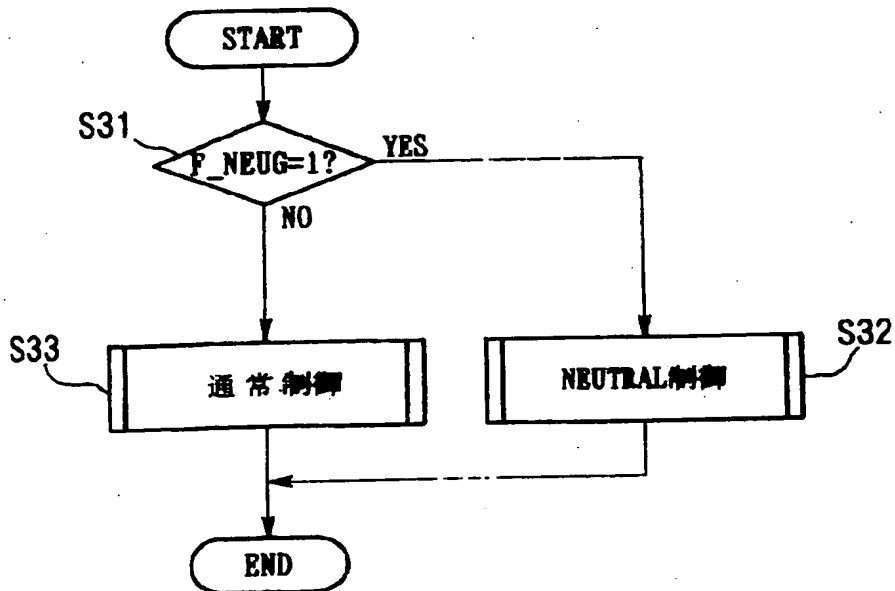 START
S31
F_NEUG=1?
YES
NO
S33
通常制御
NEUTRAL制御
S32
END